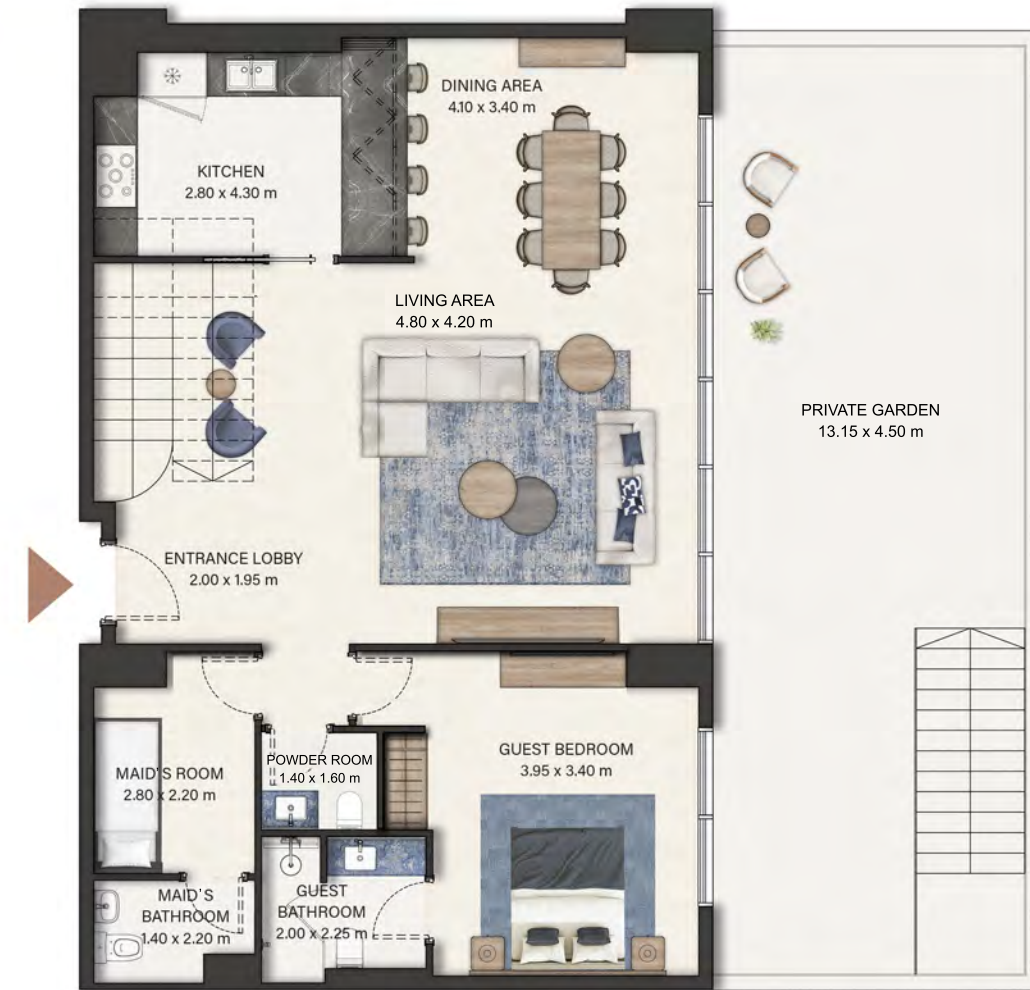 DINING AREA
4.10 x 3.40 m
KITCHEN
2.80 x 4.30 m
LIVING AREA
4.80 x 4.20 m
PRIVATE GARDEN
13.15 x 4.50 m
ENTRANCE LOBBY
2.00 x 1.95 m
GUEST BEDROOM
3.95 x 3.40 m
POWDER ROOM
1.40 x 1.60 m
MAID'S ROOM
2.80 x 2.20 m
MAID'S
BATHROOM
1.40 x 2.20 m
GUEST
BATHROOM
2.00 x 2.25 m